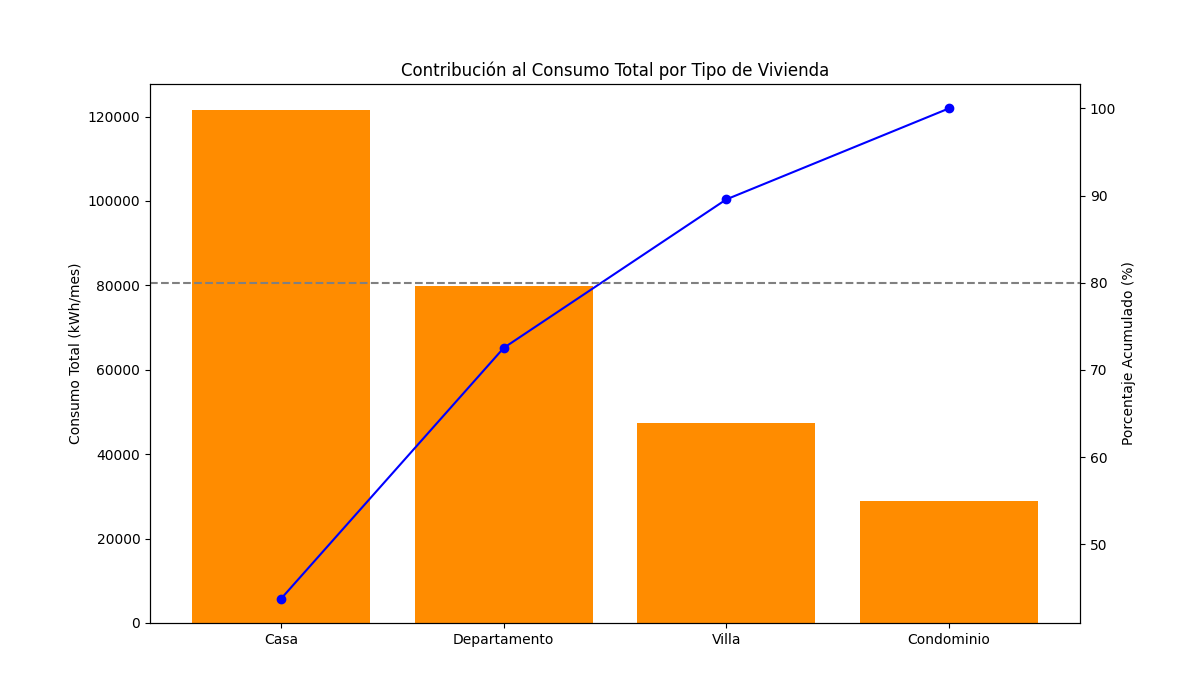 Contribución al Consumo Total por Tipo de Vivienda
Consumo Total (kWh/mes)
120000
100000
80000
60000
40000
20000
0
100
90
80
70
60
50
Porcentaje Acumulado (%)
Casa
Departamento
Villa
Condominio